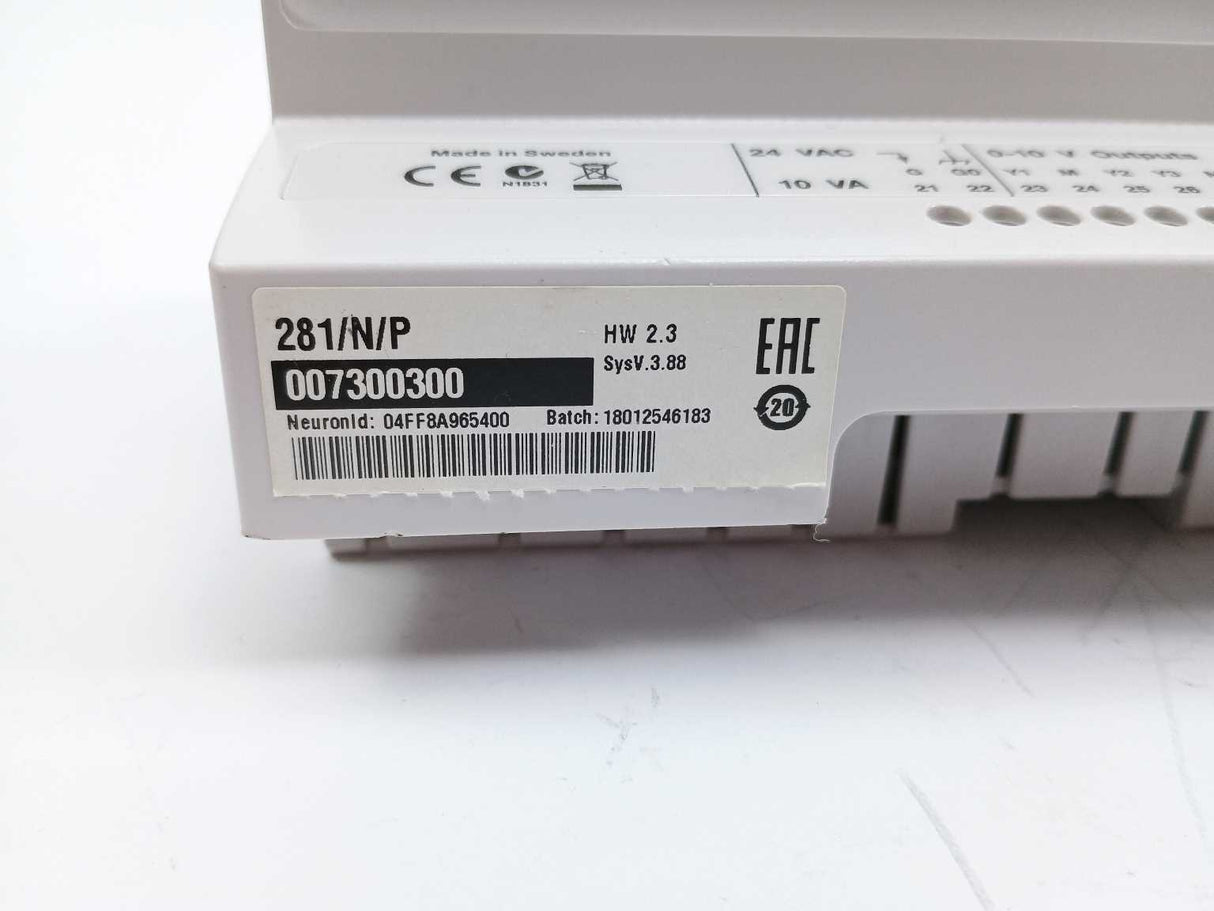 Made in Sweden
CE
N1831
24 VAC
10 VA
G G0
21 22
0-10 V Outputs
Y1 M Y2 Y3
23 24 25 26
281/N/P
007300300
HW 2.3
SysV.3.88
NeuronId: 04FF8A965400 Batch: 18012546183
EAC
20